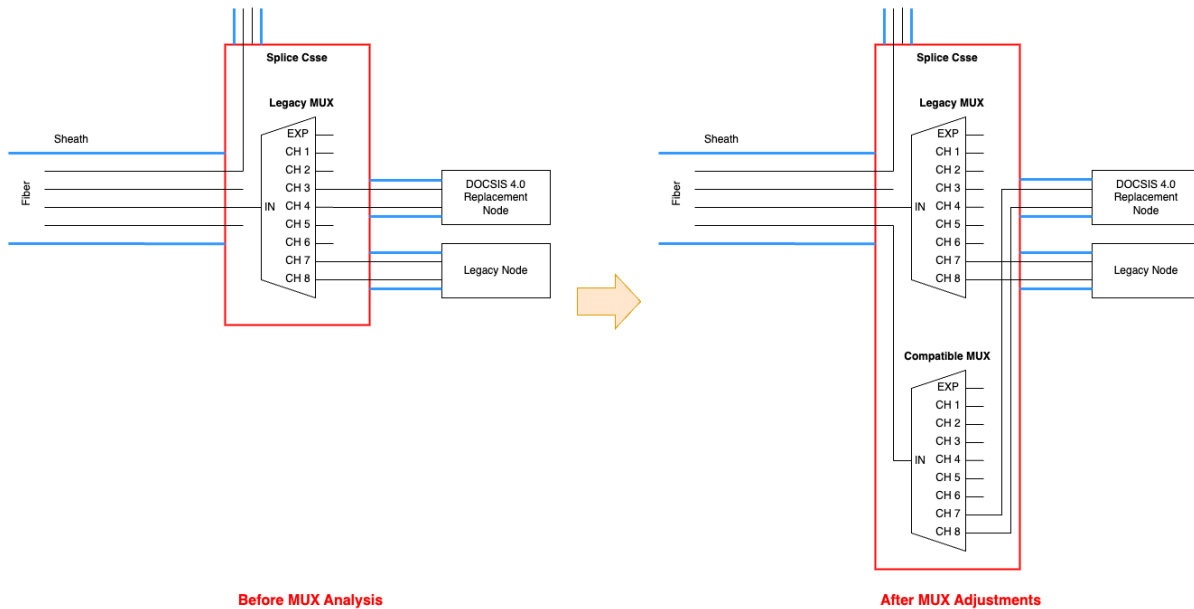 Splice Csse
Legacy MUX
Sheath
Fiber
IN
EXP
CH 1
CH 2
CH 3
CH 4
CH 5
CH 6
CH 7
CH 8
DOCSIS 4.0
Replacement
Node
Legacy Node
Before MUX Analysis
Splice Csse
Legacy MUX
Sheath
Fiber
IN
EXP
CH 1
CH 2
CH 3
CH 4
CH 5
CH 6
CH 7
CH 8
DOCSIS 4.0
Replacement
Node
Legacy Node
Compatible MUX
IN
EXP
CH 1
CH 2
CH 3
CH 4
CH 5
CH 6
CH 7
CH 8
After MUX Adjustments